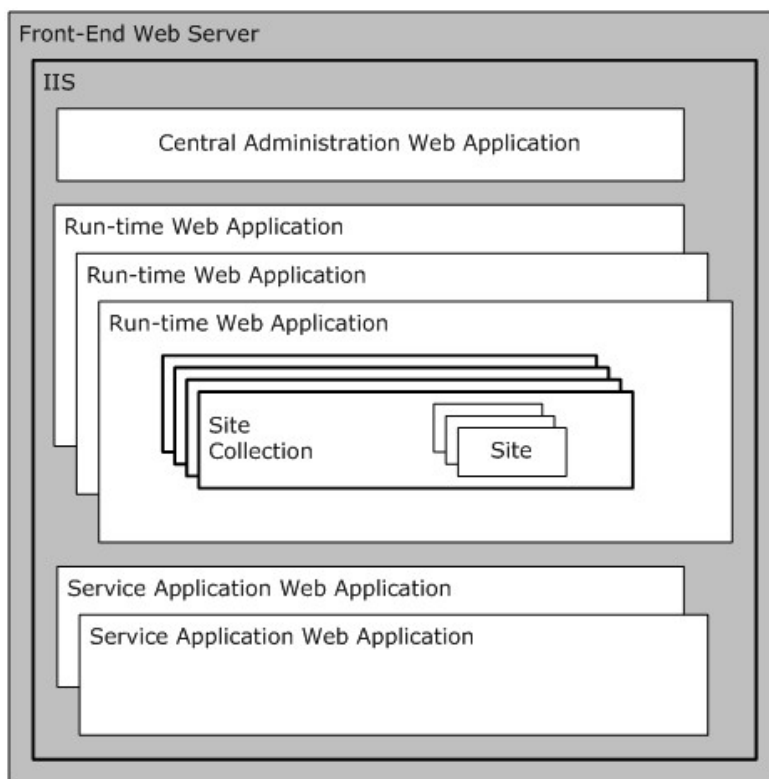 Front-End Web Server
IIS
Central Administration Web Application
Run-time Web Application
Run-time Web Application
Run-time Web Application
Site
Collection
Site
Service Application Web Application
Service Application Web Application